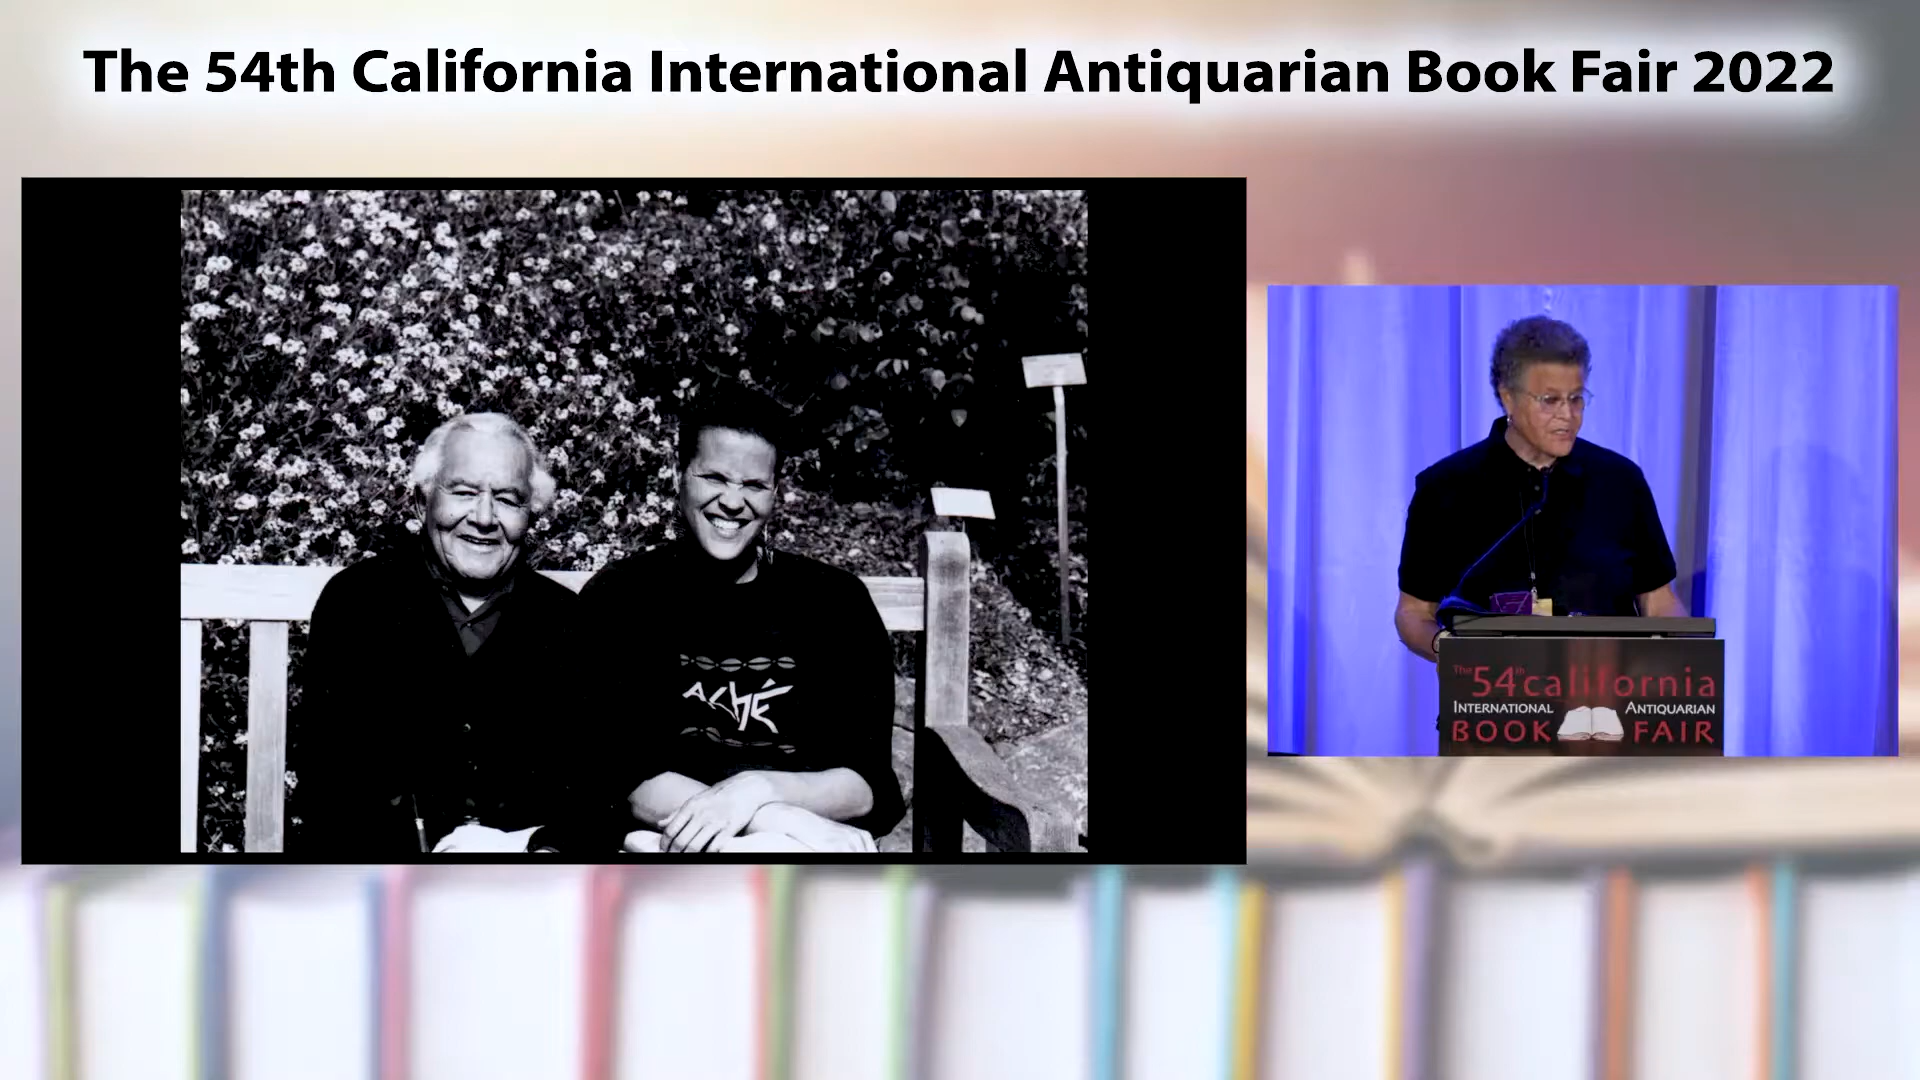 The 54th California International Antiquarian Book Fair 2022
ACHÉ
The 54th california
INTERNATIONAL ANTIQUARIAN
BOOK FAIR